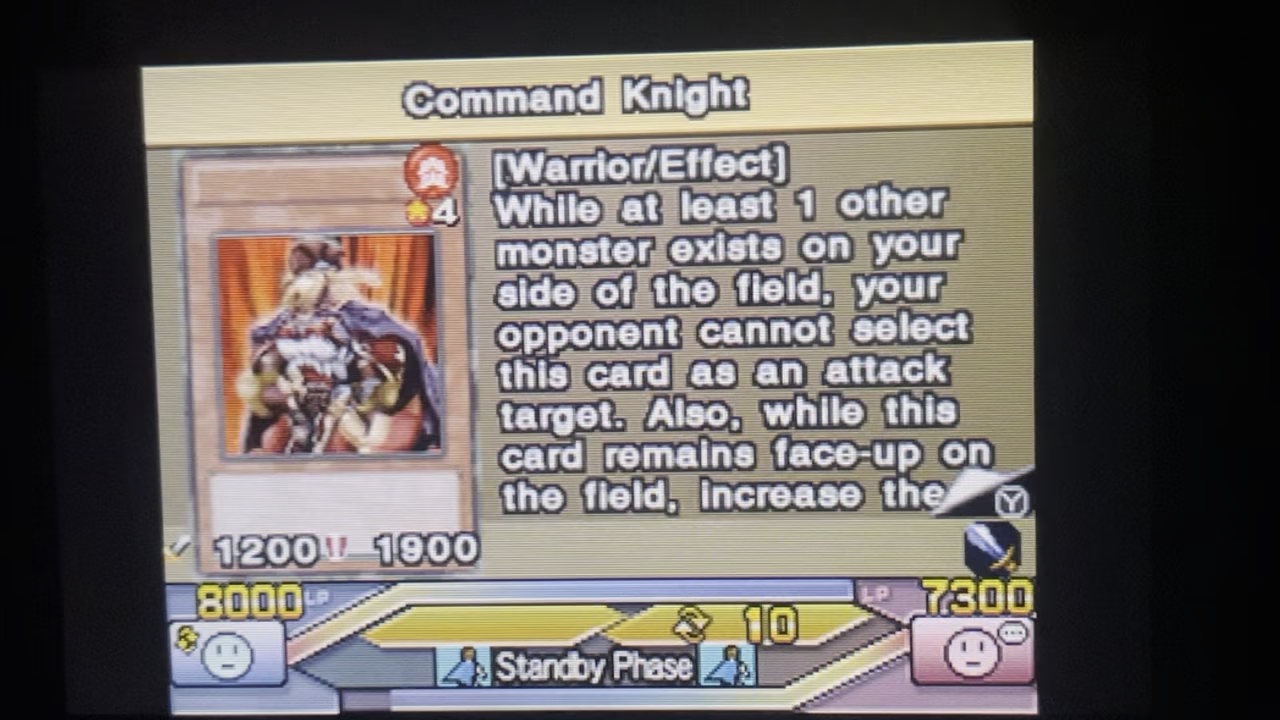 Command Knight
[Warrior/Effect]
4
While at least 1 other
monster exists on your
side of the field, your
opponent cannot select
this card as an attack
target. Also, while this
card remains face-up on
the field, increase the
Y
1200 1900
8000 LP
LP 7300
10
Standby Phase